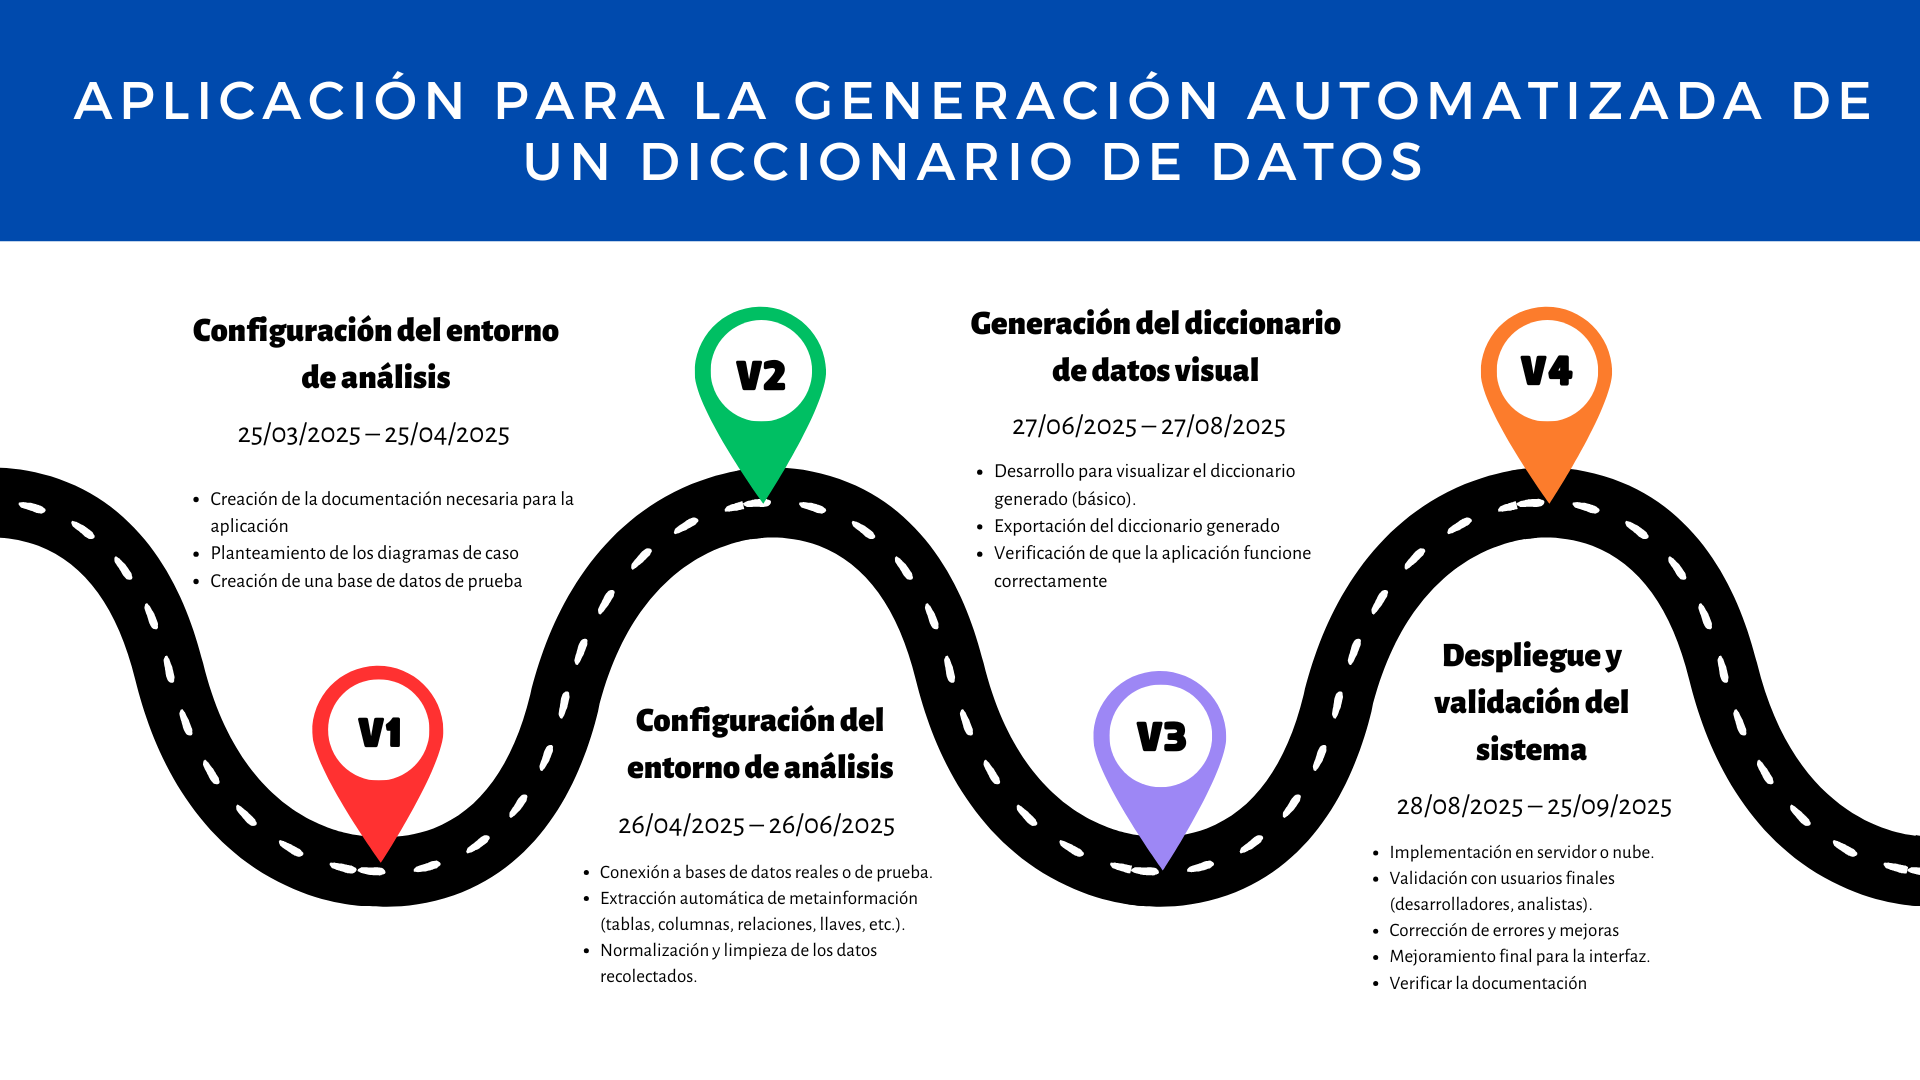 APLICACIÓN PARA LA GENERACIÓN AUTOMATIZADA DE
UN DICCIONARIO DE DATOS
Configuración del entorno
de análisis
25/03/2025 – 25/04/2025
• Creación de la documentación necesaria para la
aplicación
• Planteamiento de los diagramas de caso
• Creación de una base de datos de prueba
V1
V2
Configuración del
entorno de análisis
26/04/2025 – 26/06/2025
• Conexión a bases de datos reales o de prueba.
• Extracción automática de metainformación
(tablas, columnas, relaciones, llaves, etc.).
• Normalización y limpieza de los datos
recolectados.
Generación del diccionario
de datos visual
27/06/2025 – 27/08/2025
• Desarrollo para visualizar el diccionario
generado (básico).
• Exportación del diccionario generado
• Verificación de que la aplicación funcione
correctamente
V3
V4
Despliegue y
validación del
sistema
28/08/2025 – 25/09/2025
• Implementación en servidor o nube.
• Validación con usuarios finales
(desarrolladores, analistas).
• Corrección de errores y mejoras
• Mejoramiento final para la interfaz.
• Verificar la documentación